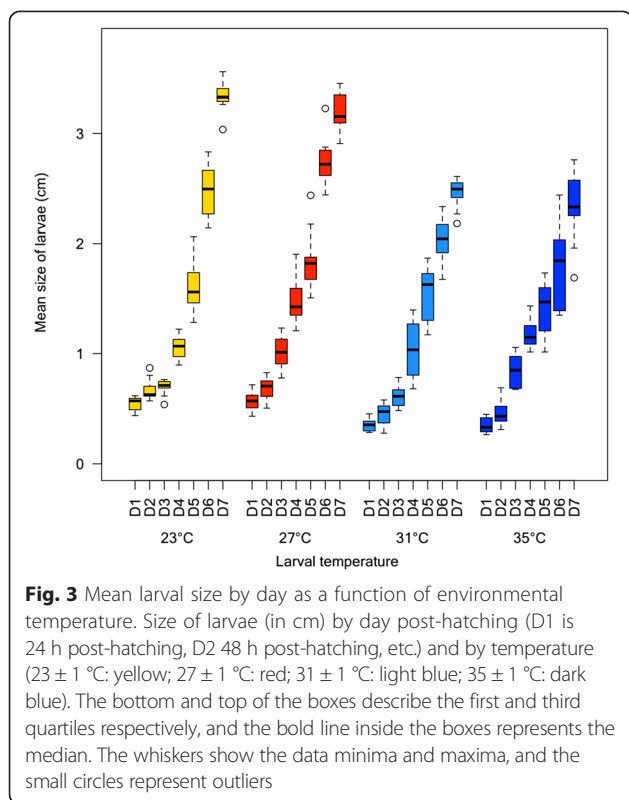 3
2
1
0
Mean size of larvae (cm)
D1 D2 D3 D4 D5 D6 D7 D1 D2 D3 D4 D5 D6 D7 D1 D2 D3 D4 D5 D6 D7 D1 D2 D3 D4 D5 D6 D7
23°C 27°C 31°C 35°C
Larval temperature
Fig. 3 Mean larval size by day as a function of environmental
temperature. Size of larvae (in cm) by day post-hatching (D1 is
24 h post-hatching, D2 48 h post-hatching, etc.) and by temperature
(23 ± 1 °C: yellow; 27 ± 1 °C: red; 31 ± 1 °C: light blue; 35 ± 1 °C: dark
blue). The bottom and top of the boxes describe the first and third
quartiles respectively, and the bold line inside the boxes represents the
median. The whiskers show the data minima and maxima, and the
small circles represent outliers